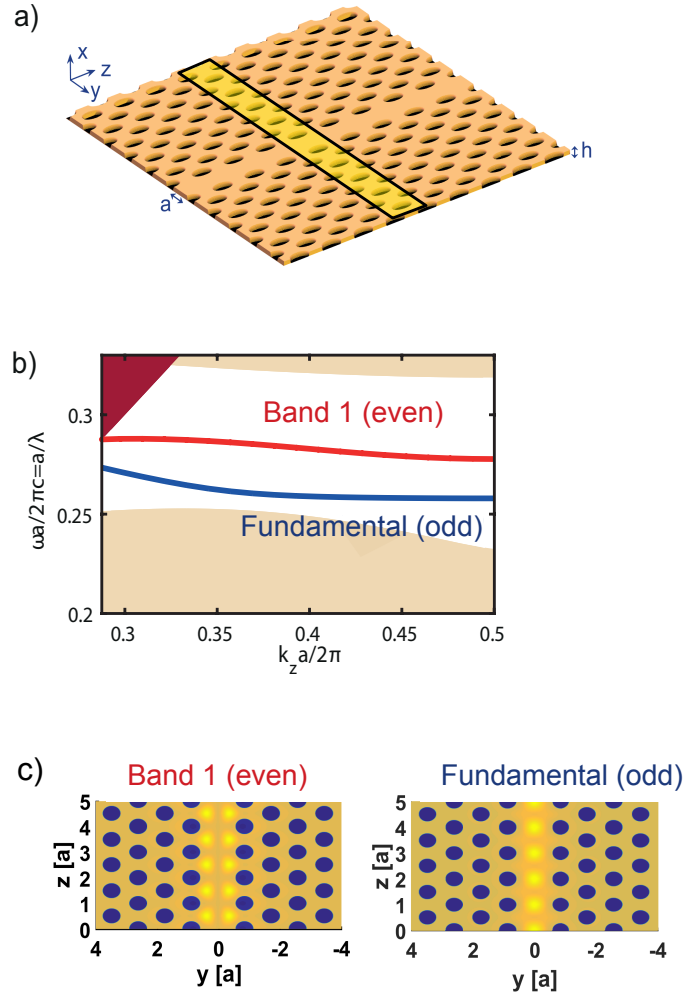 a)
x
z
y
h
a
b)
Band 1 (even)
Fundamental (odd)
ωa/2πc=a/λ
0.3
0.25
0.2
0.3
0.35
0.4
0.45
0.5
k_z a/2π
c)
Band 1 (even)
Fundamental (odd)
z [a]
5
4
3
2
1
0
4
2
0
-2
-4
y [a]
z [a]
5
4
3
2
1
0
4
2
0
-2
-4
y [a]